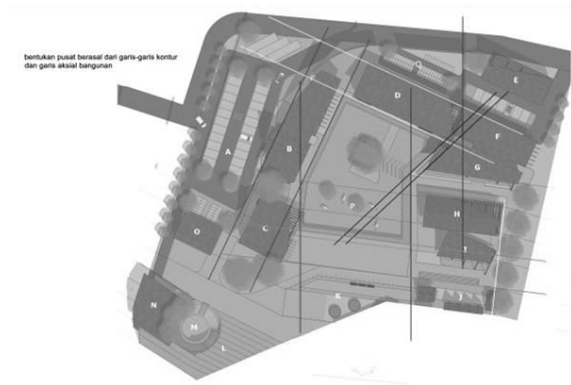 bentukan pusat berasal dari garis-garis kontur
dan garis aksial bangunan
E
Q
D
A
B
F
G
P
H
O
C
I
N
K
J
M
L